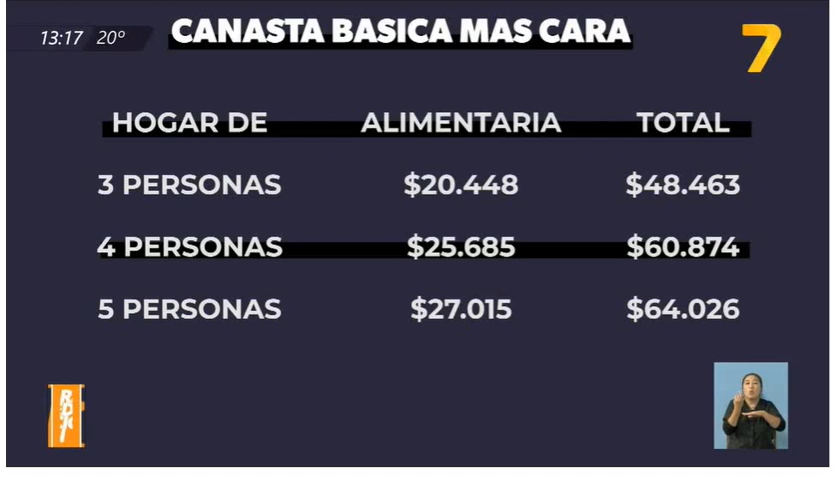 CANASTA BASICA MAS CARA
13:17 20º
7
HOGAR DE ALIMENTARIA TOTAL
3 PERSONAS $20.448 $48.463
4 PERSONAS $25.685 $60.874
5 PERSONAS $27.015 $64.026